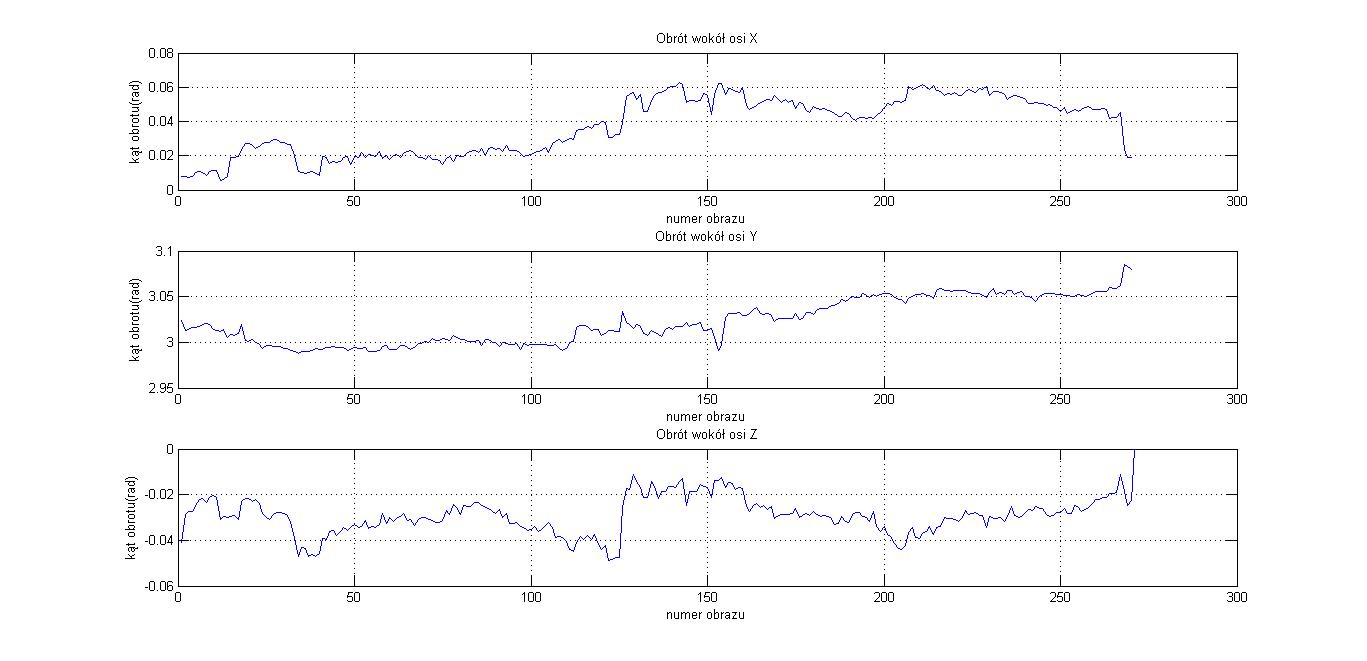 Obrót wokół osi X
kąt obrotu(rad)
0.08
0.06
0.04
0.02
0
0 50 100 150 200 250 300
numer obrazu
Obrót wokół osi Y
kąt obrotu(rad)
3.1
3.05
3
2.95
0 50 100 150 200 250 300
numer obrazu
Obrót wokół osi Z
kąt obrotu(rad)
0
-0.02
-0.04
-0.06
0 50 100 150 200 250 300
numer obrazu